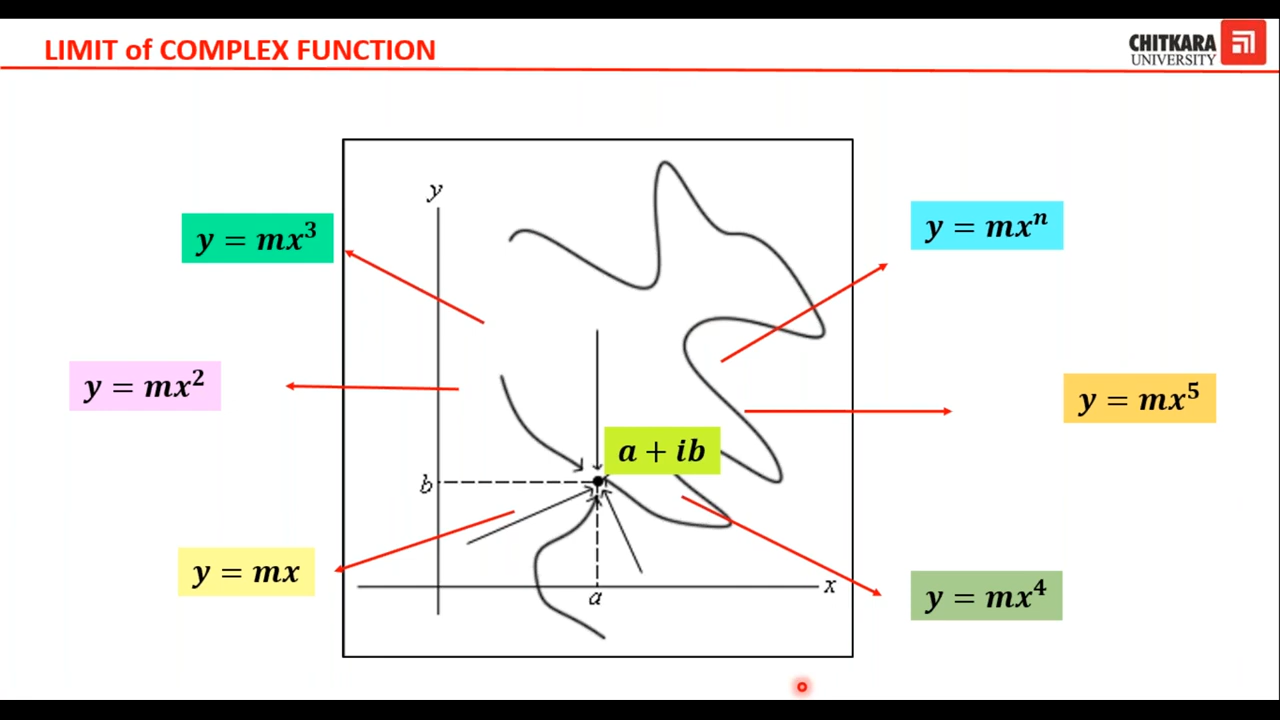 LIMIT of COMPLEX FUNCTION
CHITKARA
UNIVERSITY
y
y = mx³
y = mxⁿ
y = mx²
y = mx⁵
a + ib
b
y = mx
a
x
y = mx⁴